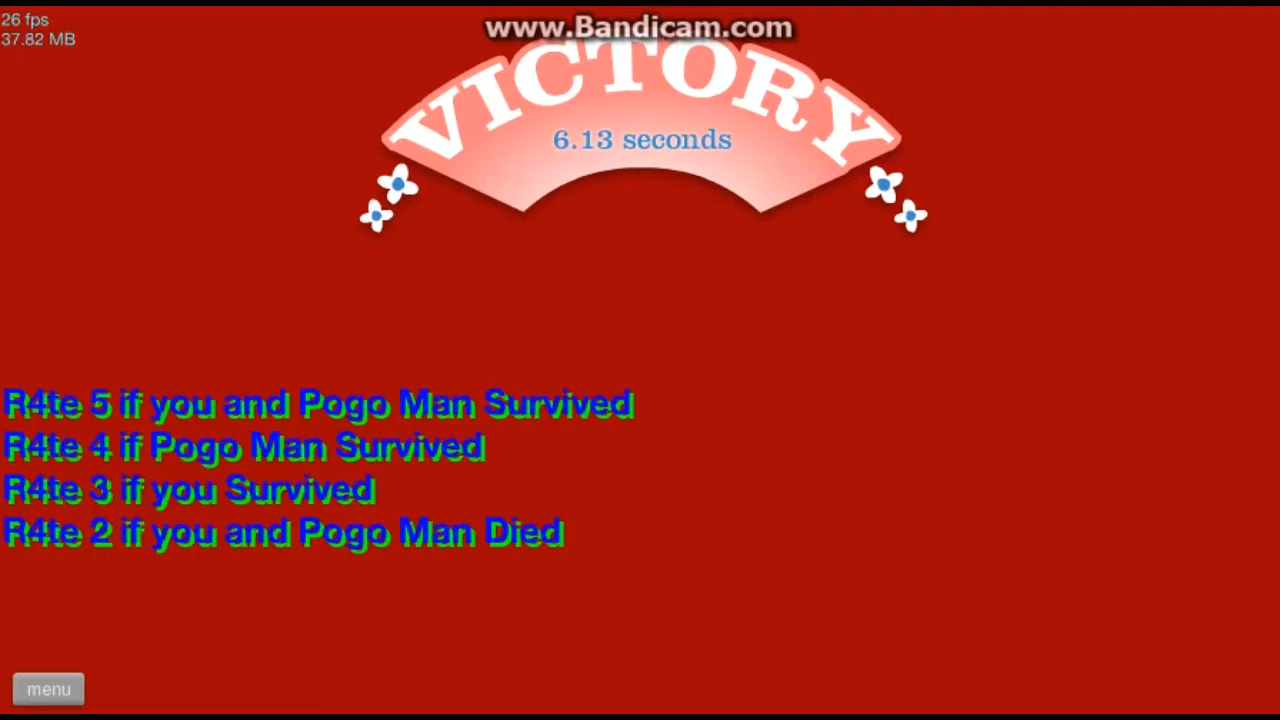 26 fps
37.82 MB
www.Bandicam.com
VICTORY
6.13 seconds
R4te 5 if you and Pogo Man Survived
R4te 4 if Pogo Man Survived
R4te 3 if you Survived
R4te 2 if you and Pogo Man Died
menu